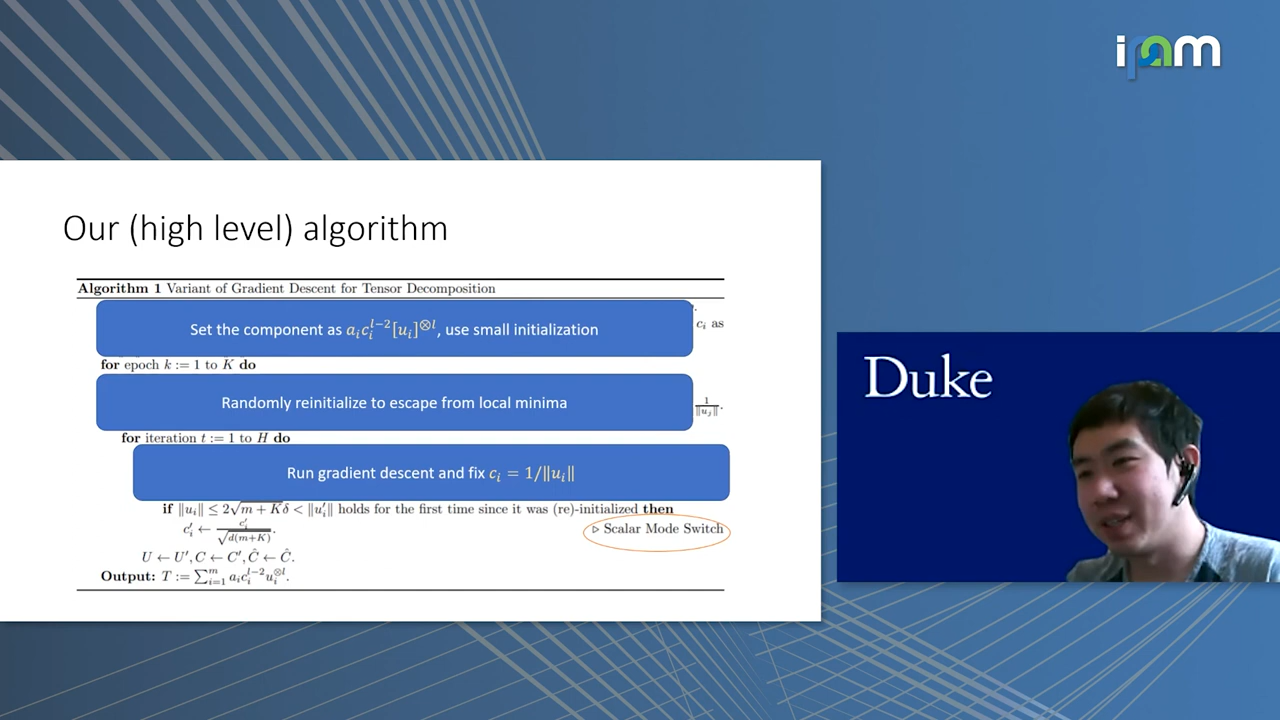 ipam
Our (high level) algorithm
Algorithm 1 Variant of Gradient Descent for Tensor Decomposition
Set the component as $a_i c_i^{l-2}[u_i]^{\otimes l}$, use small initialization
$c_i$ as
for epoch $k := 1$ to $K$ do
Randomly reinitialize to escape from local minima
$\frac{1}{\|u_j\|}$.
for iteration $t := 1$ to $H$ do
Run gradient descent and fix $c_i = 1/\|u_i\|$
if $\|u_i\| \leq 2\sqrt{m+K}\delta < \|u_i'\|$ holds for the first time since it was (re)-initialized then
$c_i' \leftarrow \frac{c_i'}{\sqrt{d(m+K)}}$. ▷ Scalar Mode Switch
$U \leftarrow U', C \leftarrow C', \hat{C} \leftarrow \hat{C}.$
Output: $T := \sum_{i=1}^{m} a_i c_i^{l-2} u_i^{\otimes l}$.
Duke